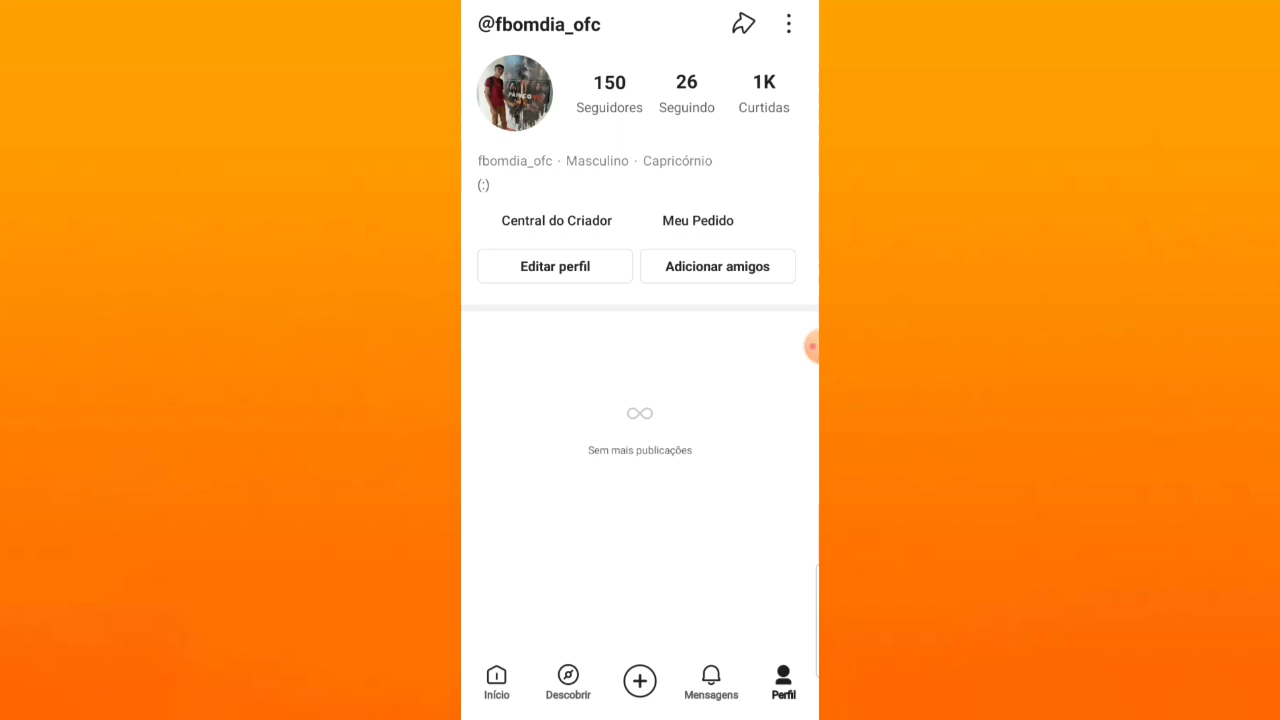 @fbomdia_ofc
150 26 1K
Seguidores Seguindo Curtidas
PÂNICO
fbomdia_ofc · Masculino · Capricórnio
(:)
Central do Criador Meu Pedido
Editar perfil Adicionar amigos
Sem mais publicações
Início Descobrir Mensagens Perfil